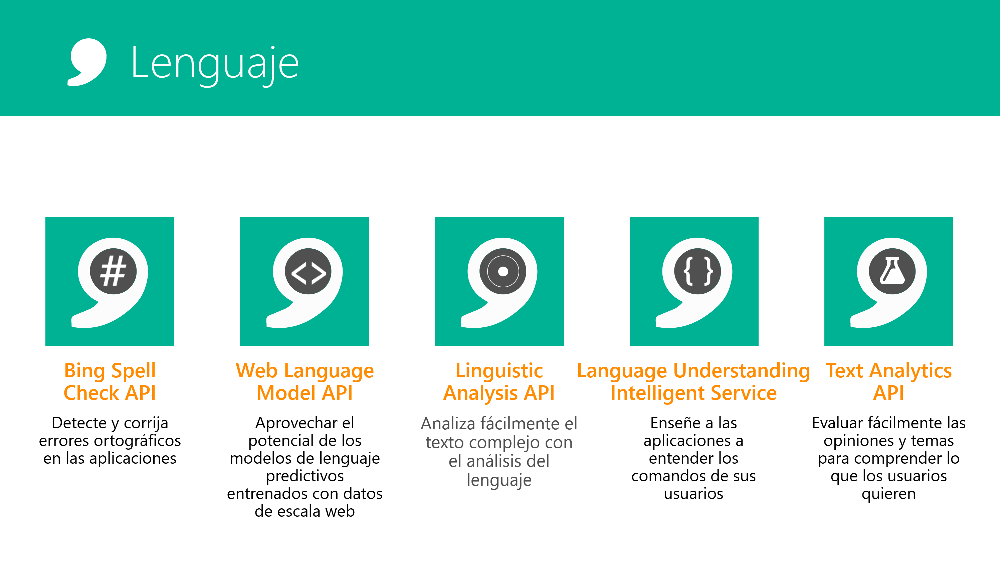 Lenguaje
#
<>
{ }
Bing Spell
Check API
Detecte y corrija
errores ortográficos
en las aplicaciones
Web Language
Model API
Aprovechar el
potencial de los
modelos de lenguaje
predictivos
entrenados con datos
de escala web
Linguistic
Analysis API
Analiza fácilmente el
texto complejo con
el análisis del
lenguaje
Language Understanding
Intelligent Service
Enseñe a las
aplicaciones a
entender los
comandos de sus
usuarios
Text Analytics
API
Evaluar fácilmente las
opiniones y temas
para comprender lo
que los usuarios
quieren